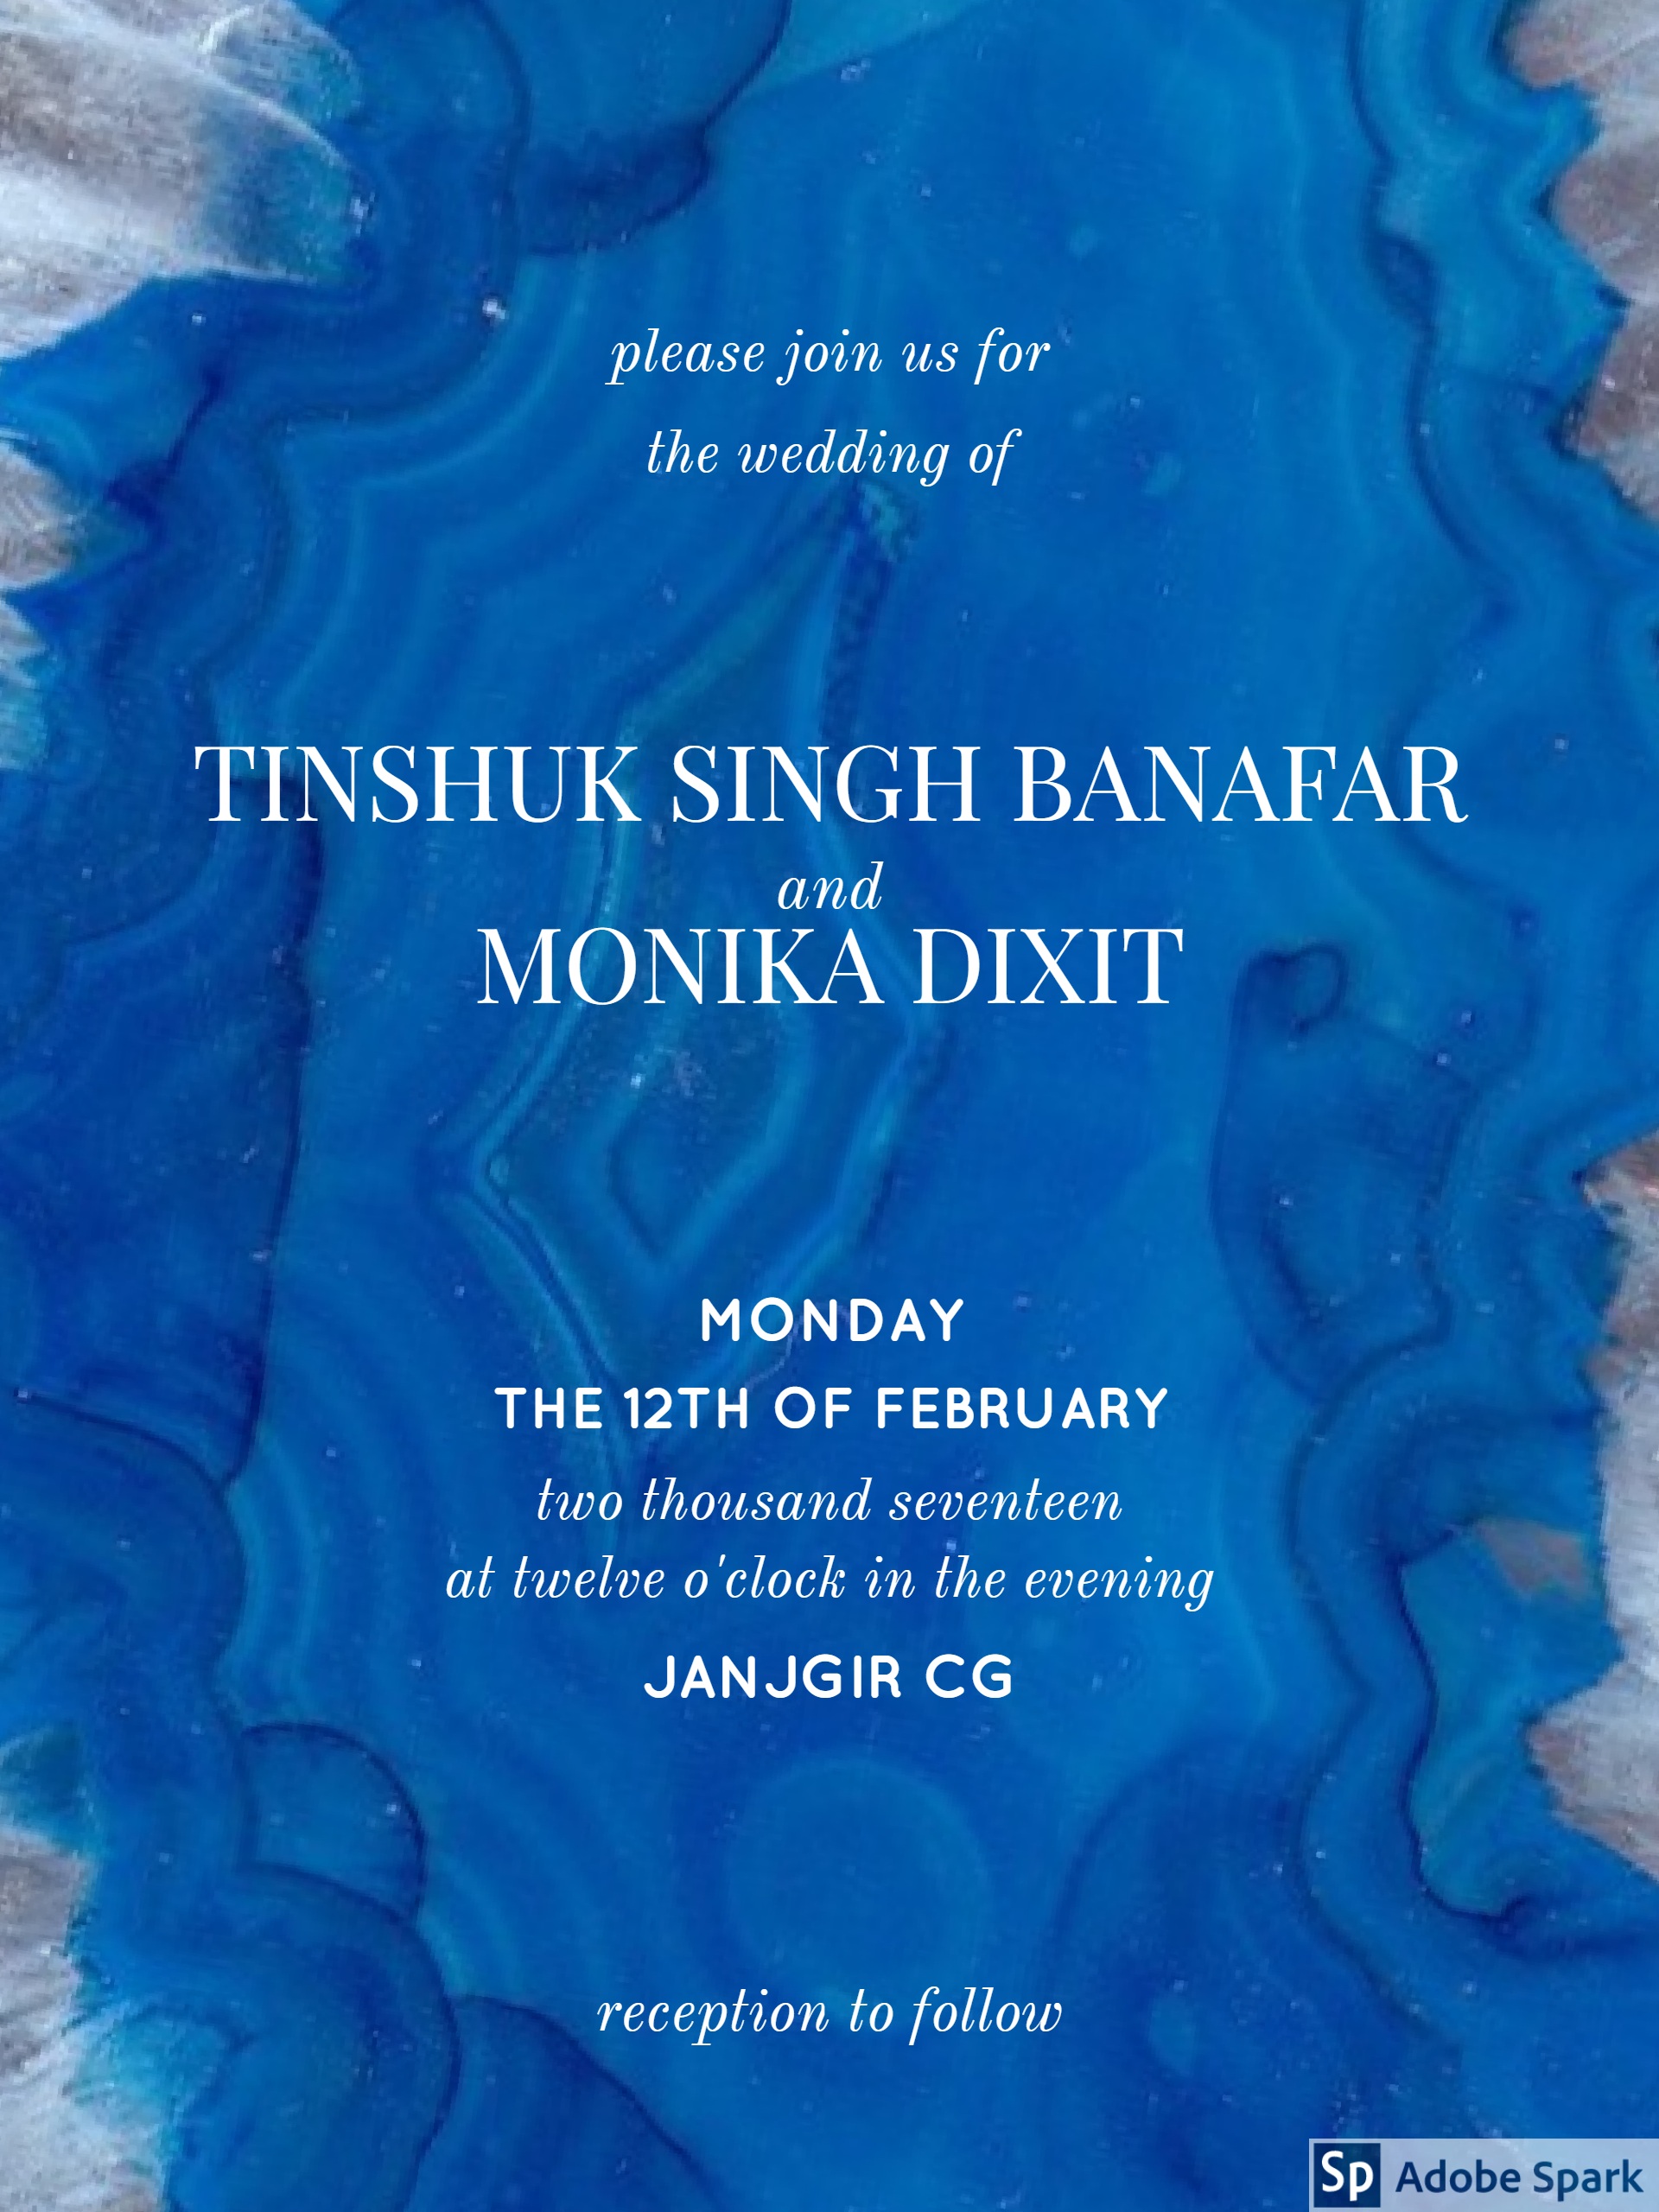 please join us for
the wedding of
TINSHUK SINGH BANAFAR
and
MONIKA DIXIT
MONDAY
THE 12TH OF FEBRUARY
two thousand seventeen
at twelve o'clock in the evening
JANJGIR CG
reception to follow
Sp Adobe Spark